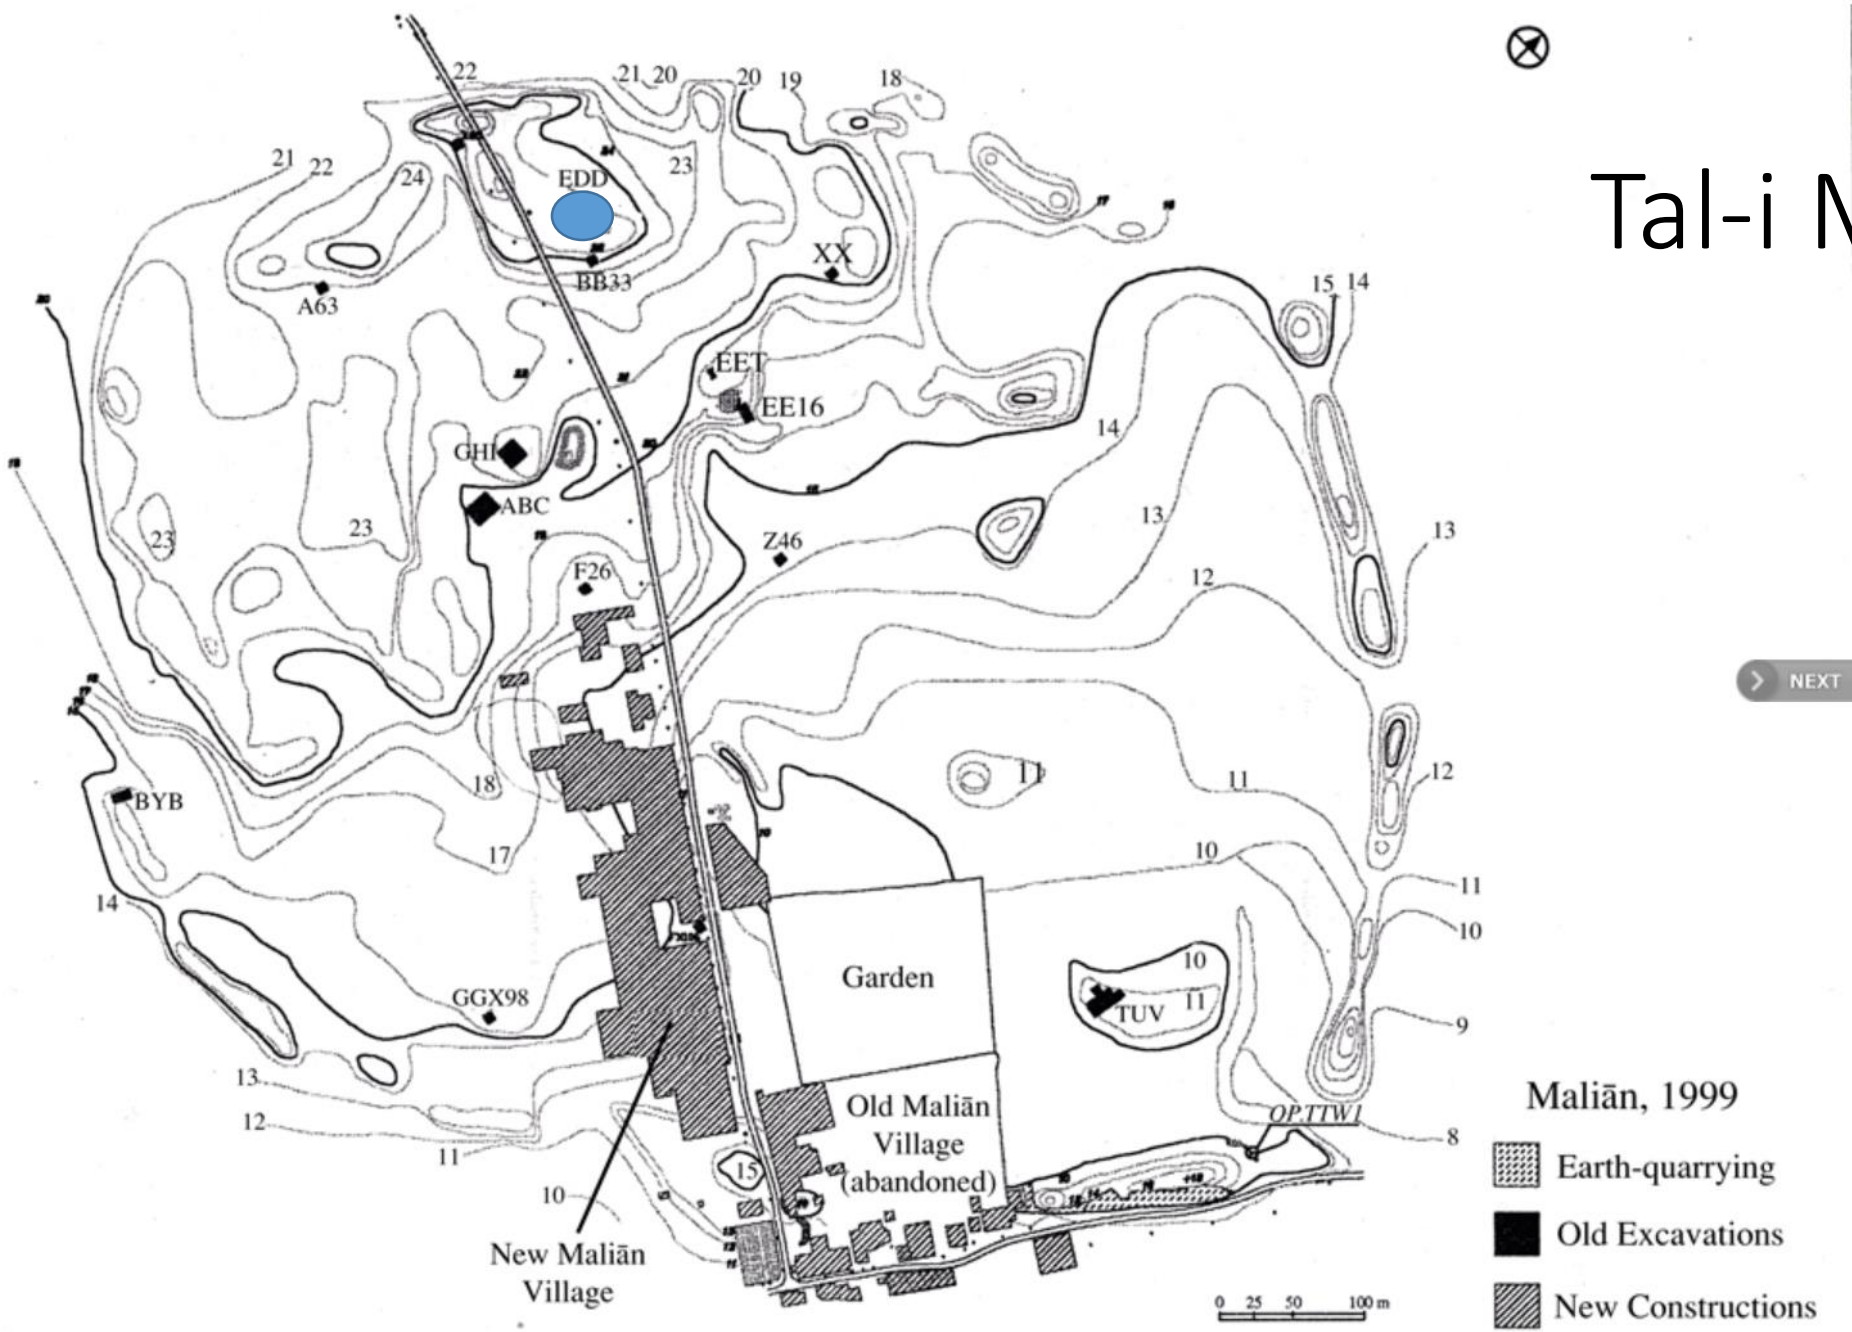 22
21 20
20
19
18
21
22
24
EDD
23
Tal-i M
17
XX
BB33
A63
15 14
20
EET
EE16
14
GHI
ABC
23
23
13
13
Z46
12
F26
18
BYB
11
11
12
17
10
11
14
10
Garden
10
11
TUV
GGX98
9
13
12
OP.TTW1
8
11
Old Maliān
Village
(abandoned)
15
10
New Maliān
Village
NEXT
Maliān, 1999
Earth-quarrying
Old Excavations
New Constructions
0 25 50 100 m